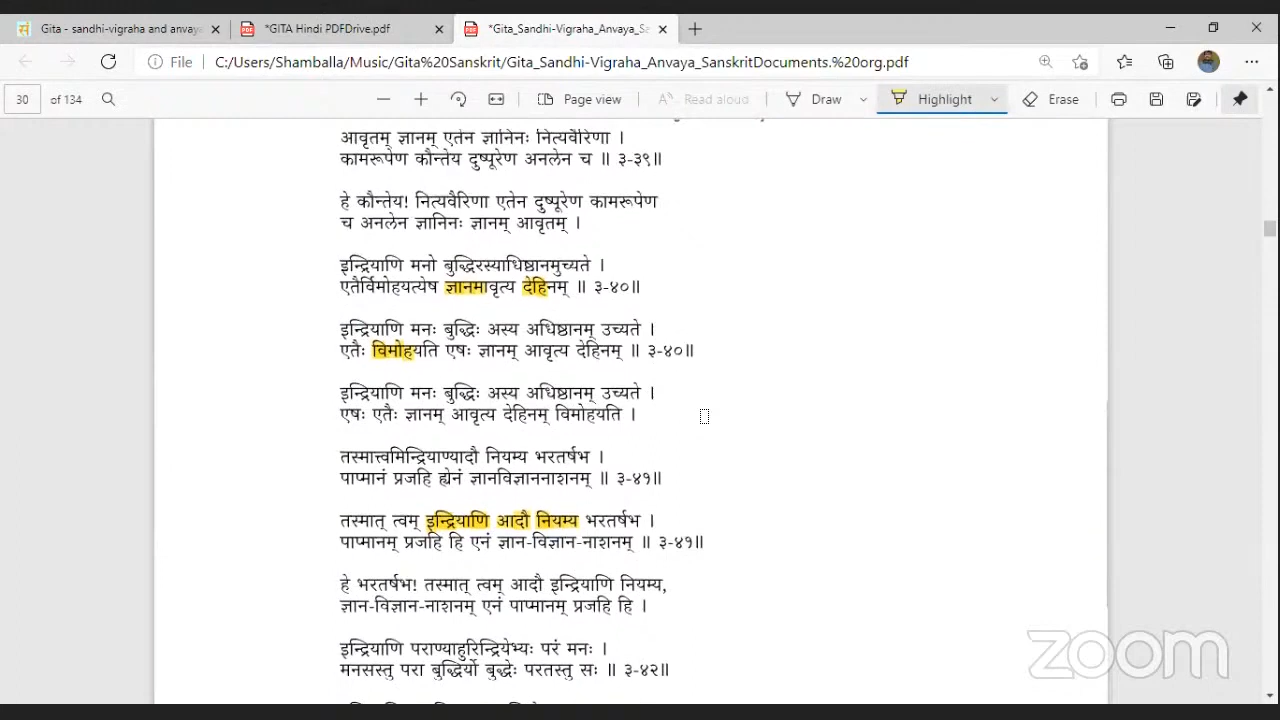 Gita - sandhi-vigraha and anvaya
*GITA Hindi PDFDrive.pdf
*Gita_Sandhi-Vigraha_Anvaya_Sa
File C:/Users/Shamballa/Music/Gita%20Sanskrit/Gita_Sandhi-Vigraha_Anvaya_SanskritDocuments.%20org.pdf
30 of 134 Page view Read aloud Draw Highlight Erase
आवृतम् ज्ञानम् एतेन ज्ञानिनः नित्यवैरिणा ।
कामरूपेण कौन्तेय दुष्पूरेण अनलेन च ॥ ३-३९॥
हे कौन्तेय! नित्यवैरिणा एतेन दुष्पूरेण कामरूपेण
च अनलेन ज्ञानिनः ज्ञानम् आवृतम् ।
इन्द्रियाणि मनो बुद्धिरस्याधिष्ठानमुच्यते ।
एतैर्विमोहयत्येष ज्ञानमावृत्य देहिनम् ॥ ३-४०॥
इन्द्रियाणि मनः बुद्धिः अस्य अधिष्ठानम् उच्यते ।
एतैः विमोहयति एषः ज्ञानम् आवृत्य देहिनम् ॥ ३-४०॥
इन्द्रियाणि मनः बुद्धिः अस्य अधिष्ठानम् उच्यते ।
एषः एतैः ज्ञानम् आवृत्य देहिनम् विमोहयति ।
तस्मात्त्वमिन्द्रियाण्यादौ नियम्य भरतर्षभ ।
पाप्मानं प्रजहि ह्येनं ज्ञानविज्ञाननाशनम् ॥ ३-४१॥
तस्मात् त्वम् इन्द्रियाणि आदौ नियम्य भरतर्षभ ।
पाप्मानम् प्रजहि हि एनं ज्ञान-विज्ञान-नाशनम् ॥ ३-४१॥
हे भरतर्षभ! तस्मात् त्वम् आदौ इन्द्रियाणि नियम्य,
ज्ञान-विज्ञान-नाशनम् एनं पाप्मानम् प्रजहि हि ।
इन्द्रियाणि पराण्याहुरिन्द्रियेभ्यः परं मनः ।
मनसस्तु परा बुद्धिर्यो बुद्धेः परतस्तु सः ॥ ३-४२॥
zoom